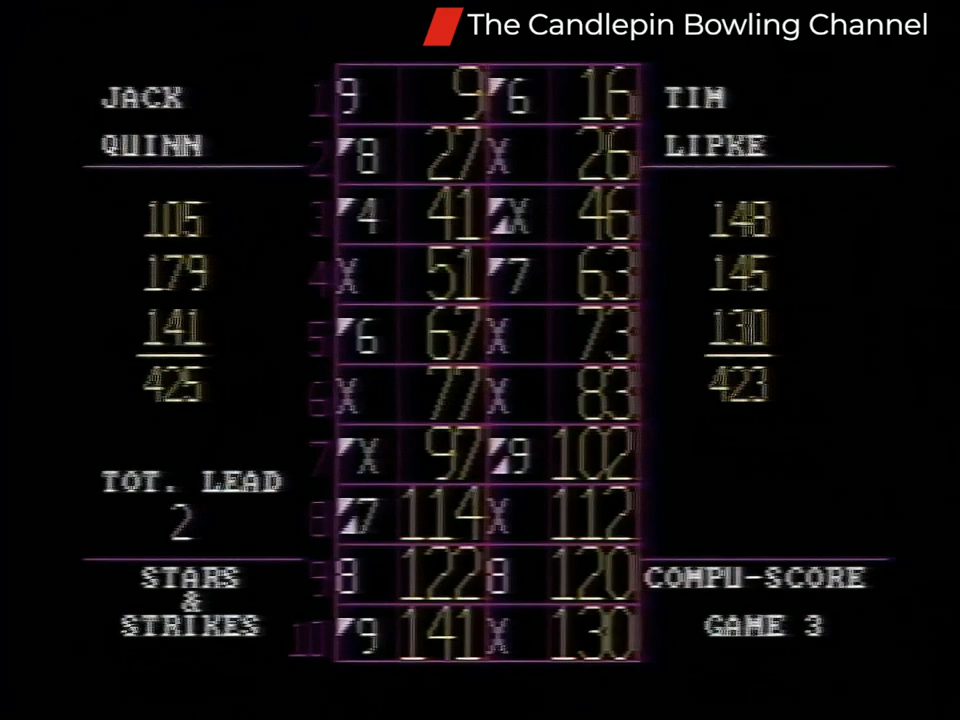 The Candlepin Bowling Channel
JACK 1 9 9 6 16 TIM
QUINN 2 8 27 X 26 LIPKE
105 3 4 41 X 46 148
179 4 X 51 7 63 145
141 5 6 67 X 73 130
425 6 X 77 X 83 423
TOT. LEAD 7 X 97 9 102
2 8 7 114 X 112
STARS 9 8 122 8 120 COMPU-SCORE
&
STRIKES 10 9 141 X 130 GAME 3